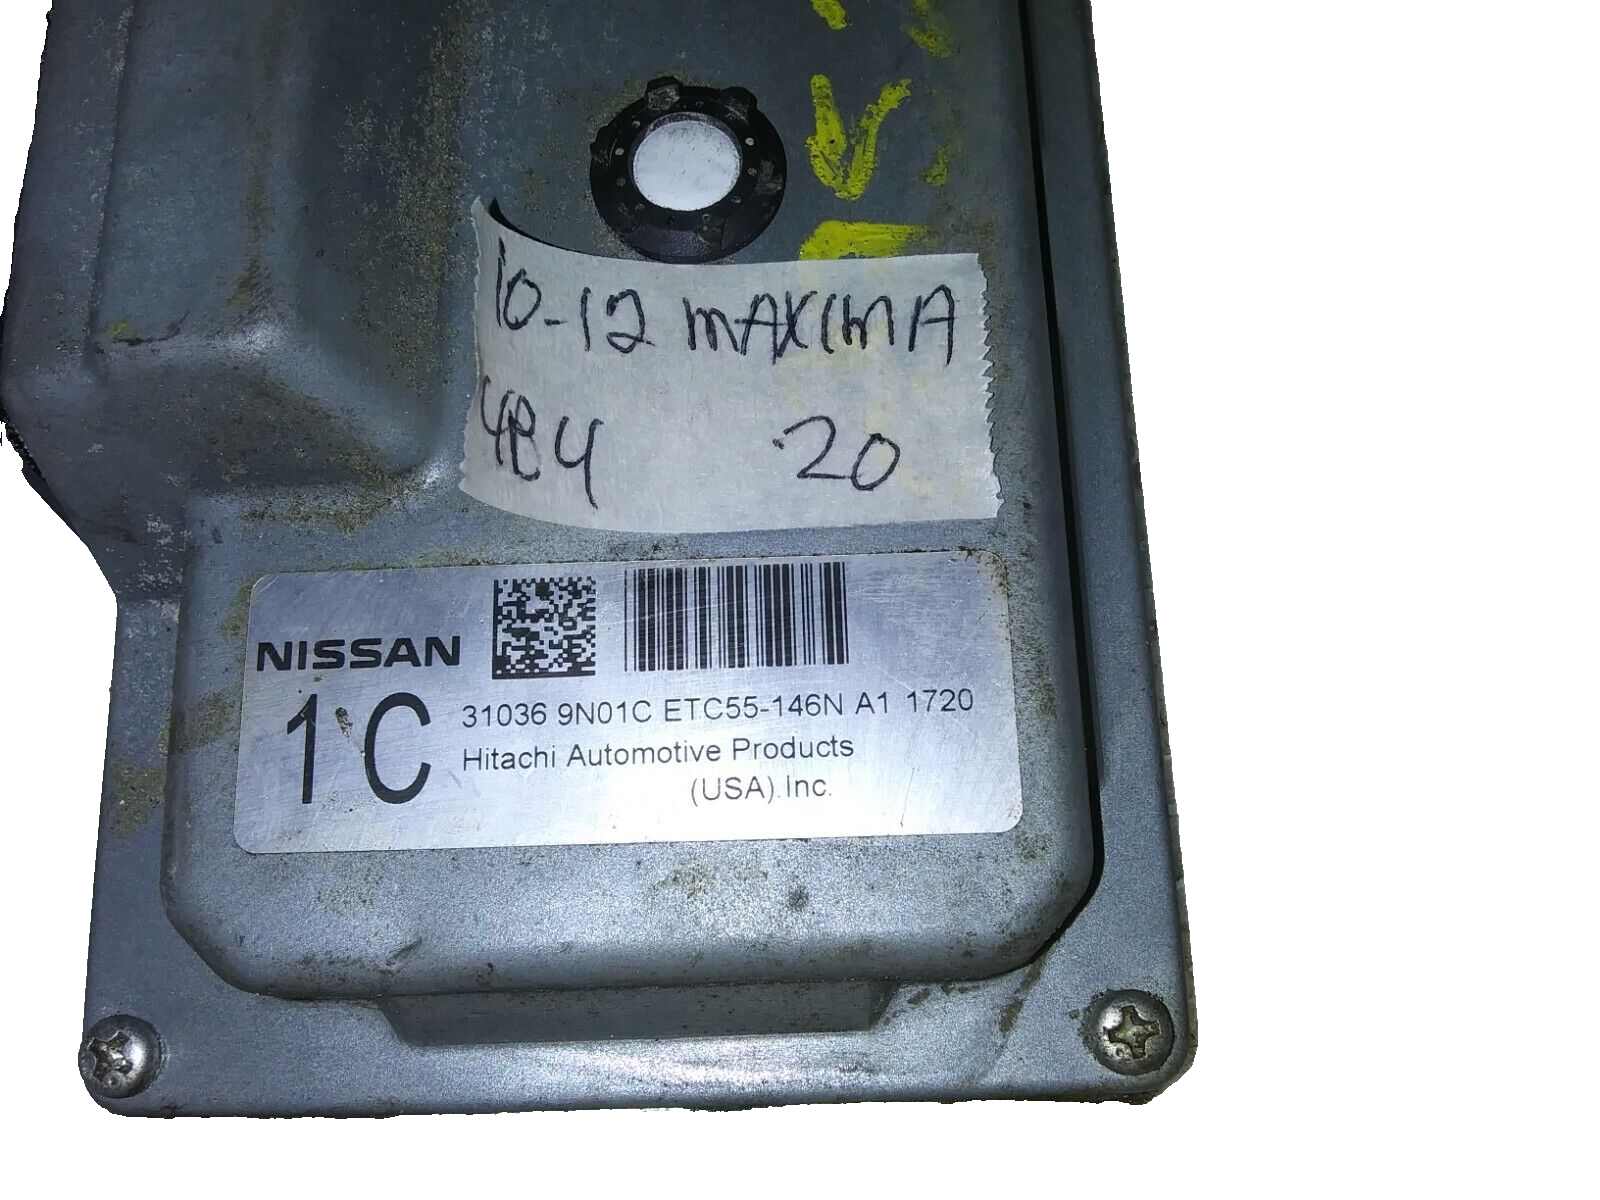 10-12 MAXIMA
4B4 20
NISSAN
1C
31036 9N01C ETC55-146N A1 1720
Hitachi Automotive Products
(USA).Inc.